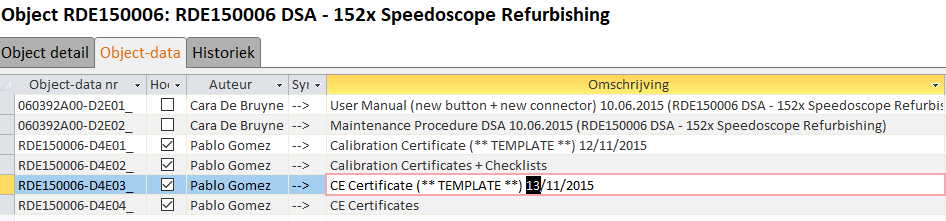 Object RDE150006: RDE150006 DSA - 152x Speedoscope Refurbishing
Object detail Object-data Historiek
Object-data nr Hoo Auteur Syn Omschrijving
060392A00-D2E01_ Cara De Bruyne --> User Manual (new button + new connector) 10.06.2015 (RDE150006 DSA - 152x Speedoscope Refurbis
060392A00-D2E02_ Cara De Bruyne --> Maintenance Procedure DSA 10.06.2015 (RDE150006 DSA - 152x Speedoscope Refurbishing)
RDE150006-D4E01_ Pablo Gomez --> Calibration Certificate (** TEMPLATE **) 12/11/2015
RDE150006-D4E02_ Pablo Gomez --> Calibration Certificates + Checklists
RDE150006-D4E03_ Pablo Gomez --> CE Certificate (** TEMPLATE **) 13/11/2015
RDE150006-D4E04_ Pablo Gomez --> CE Certificates